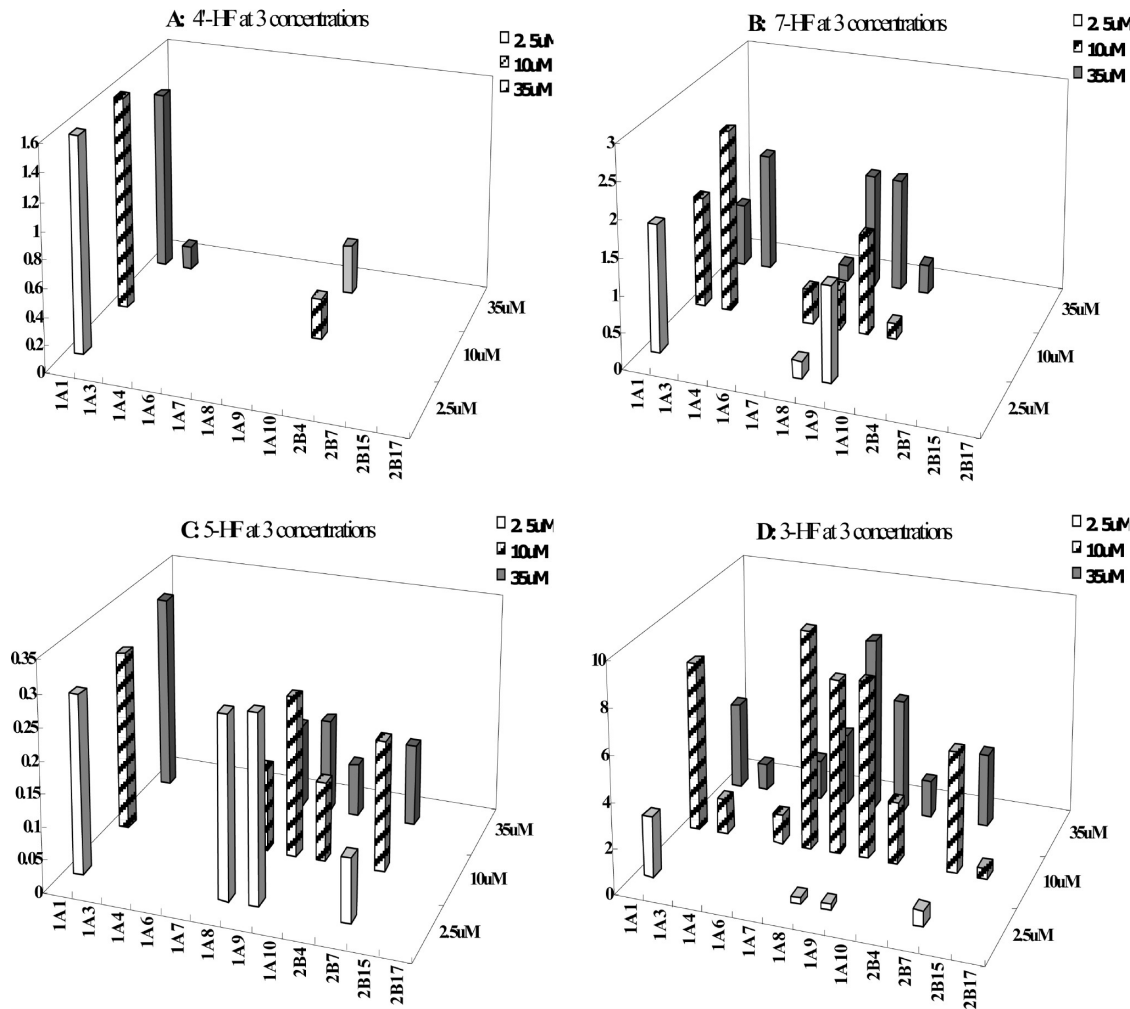 A: 4'-HF at 3 concentrations
2.5uM
10uM
35uM
1.6
1.4
1.2
1
0.8
0.6
0.4
0.2
0
1A1
1A3
1A4
1A6
1A7
1A8
1A9
1A10
2B4
2B7
2B15
2B17
2.5uM
10uM
35uM
B: 7-HF at 3 concentrations
2.5uM
10uM
35uM
3
2.5
2
1.5
1
0.5
0
1A1
1A3
1A4
1A6
1A7
1A8
1A9
1A10
2B4
2B7
2B15
2B17
2.5uM
10uM
35uM
C: 5-HF at 3 concentrations
2.5uM
10uM
35uM
0.35
0.3
0.25
0.2
0.15
0.1
0.05
0
1A1
1A3
1A4
1A6
1A7
1A8
1A9
1A10
2B4
2B7
2B15
2B17
2.5uM
10uM
35uM
D: 3-HF at 3 concentrations
2.5uM
10uM
35uM
10
8
6
4
2
0
1A1
1A3
1A4
1A6
1A7
1A8
1A9
1A10
2B4
2B7
2B15
2B17
2.5uM
10uM
35uM